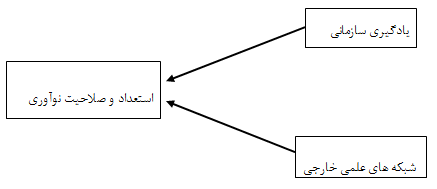 یادگیری سازمانی
استعداد و صلاحیت نوآوری
شبکه های علمی خارجی